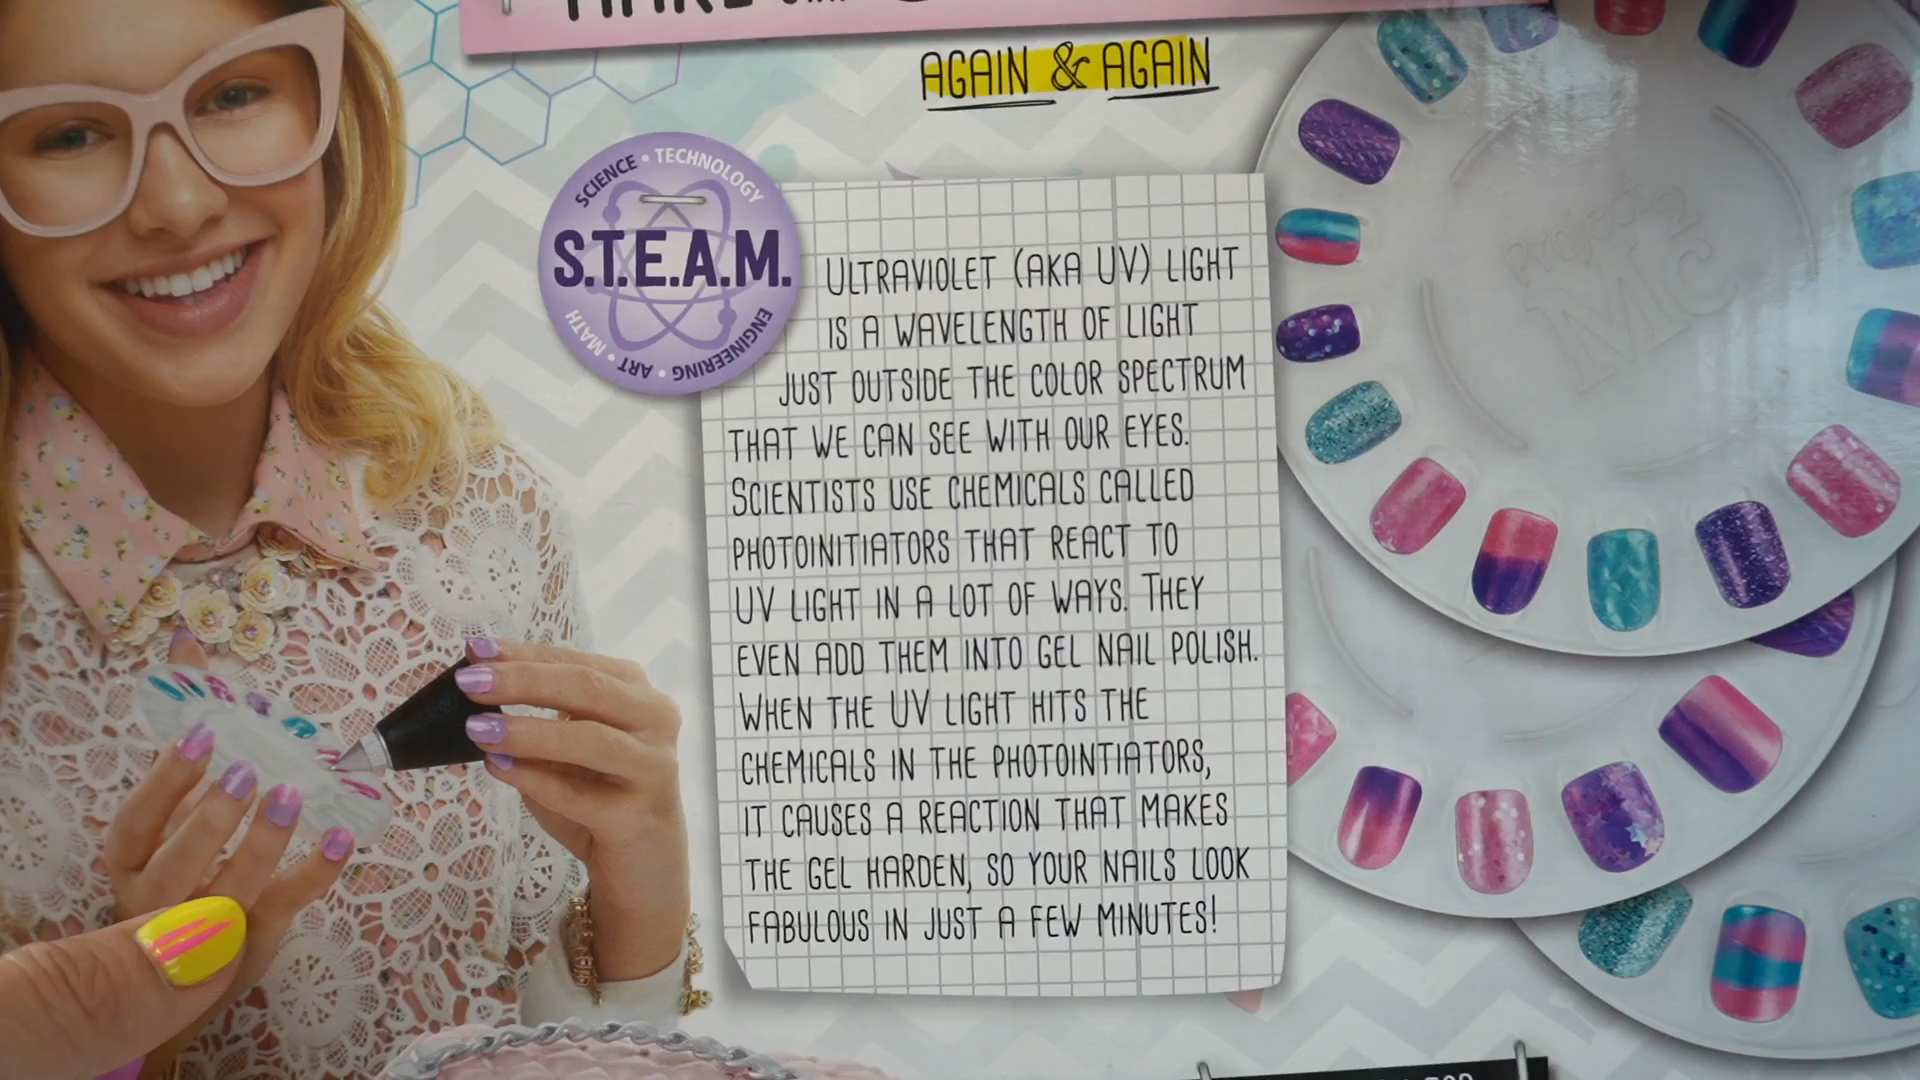 MAKE
AGAIN & AGAIN
SCIENCE • TECHNOLOGY
S.T.E.A.M.
ENGINEERING • ART • MATH
ULTRAVIOLET (AKA UV) LIGHT
IS A WAVELENGTH OF LIGHT
JUST OUTSIDE THE COLOR SPECTRUM
THAT WE CAN SEE WITH OUR EYES.
SCIENTISTS USE CHEMICALS CALLED
PHOTOINITIATORS THAT REACT TO
UV LIGHT IN A LOT OF WAYS. THEY
EVEN ADD THEM INTO GEL NAIL POLISH.
WHEN THE UV LIGHT HITS THE
CHEMICALS IN THE PHOTOINTIATORS,
IT CAUSES A REACTION THAT MAKES
THE GEL HARDEN, SO YOUR NAILS LOOK
FABULOUS IN JUST A FEW MINUTES!
Project
Mc2